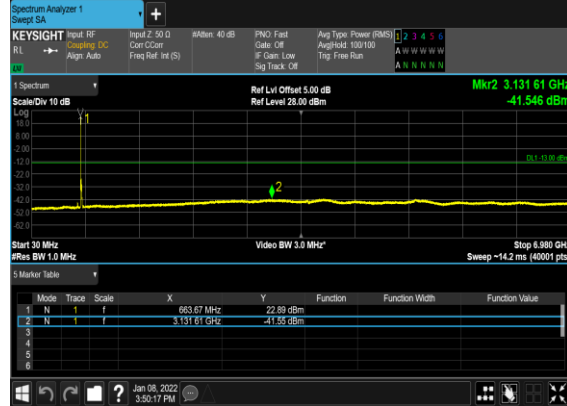 Spectrum Analyzer 1
Swept SA
+
KEYSIGHT Input: RF Input Z: 50 Ω #Atten: 40 dB PNO: Fast Avg Type: Power (RMS) 1 2 3 4 5 6
RL Coupling: DC Corr CCorr Gate: Off Avg|Hold: 100/100 A W W W W W
Align: Auto Freq Ref: Int (S) IF Gain: Low Trig: Free Run A N N N N N
Sig Track: Off
1 Spectrum Ref Lvl Offset 5.00 dB Mkr2 3.131 61 GHz
Scale/Div 10 dB Ref Level 28.00 dBm -41.546 dBm
Log
18.0
1
8.00
-2.00
-12.0 DL1 -13.00 dBm
-22.0
-32.0
2
-42.0
-52.0
-62.0
Start 30 MHz Video BW 3.0 MHz* Stop 6.980 GHz
#Res BW 1.0 MHz Sweep ~14.2 ms (40001 pts)
5 Marker Table
Mode Trace Scale X Y Function Function Width Function Value
1 N 1 f 663.67 MHz 22.89 dBm
2 N 1 f 3.131 61 GHz -41.55 dBm
3
4
5
6
? Jan 08, 2022
3:50:17 PM